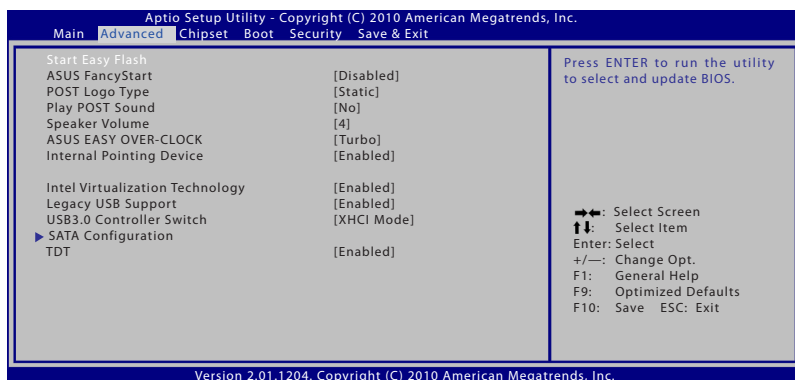 Aptio Setup Utility - Copyright (C) 2010 American Megatrends, Inc.
Main Advanced Chipset Boot Security Save & Exit
Start Easy Flash
ASUS FancyStart [Disabled]
POST Logo Type [Static]
Play POST Sound [No]
Speaker Volume [4]
ASUS EASY OVER-CLOCK [Turbo]
Internal Pointing Device [Enabled]
Intel Virtualization Technology [Enabled]
Legacy USB Support [Enabled]
USB3.0 Controller Switch [XHCI Mode]
SATA Configuration
TDT [Enabled]
Press ENTER to run the utility
to select and update BIOS.
→←: Select Screen
↑↓: Select Item
Enter: Select
+/—: Change Opt.
F1: General Help
F9: Optimized Defaults
F10: Save ESC: Exit
Version 2.01.1204. Copyright (C) 2010 American Megatrends, Inc.